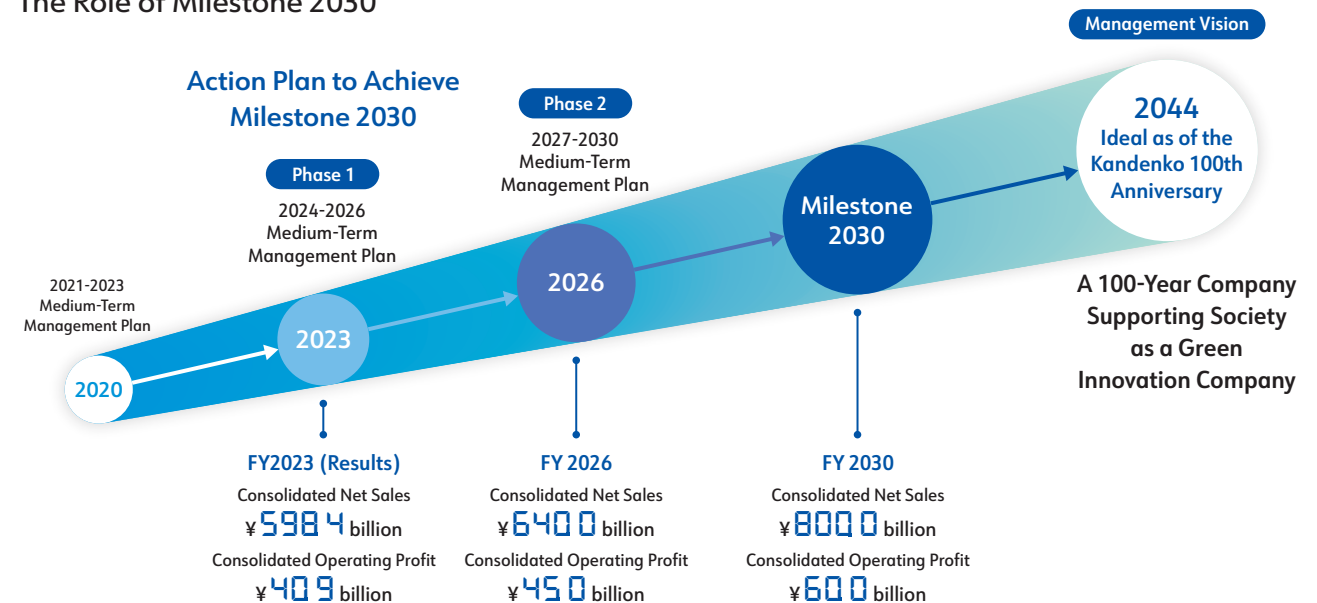 The Role of Milestone 2030
Management Vision
Action Plan to Achieve
Milestone 2030
Phase 1
2024-2026
Medium-Term
Management Plan
Phase 2
2027-2030
Medium-Term
Management Plan
2021-2023
Medium-Term
Management Plan
2020
2023
2026
Milestone
2030
2044
Ideal as of the
Kandenko 100th
Anniversary
A 100-Year Company
Supporting Society
as a Green
Innovation Company
FY2023 (Results)
Consolidated Net Sales
¥598.4 billion
Consolidated Operating Profit
¥40.9 billion
FY 2026
Consolidated Net Sales
¥640.0 billion
Consolidated Operating Profit
¥45.0 billion
FY 2030
Consolidated Net Sales
¥800.0 billion
Consolidated Operating Profit
¥60.0 billion